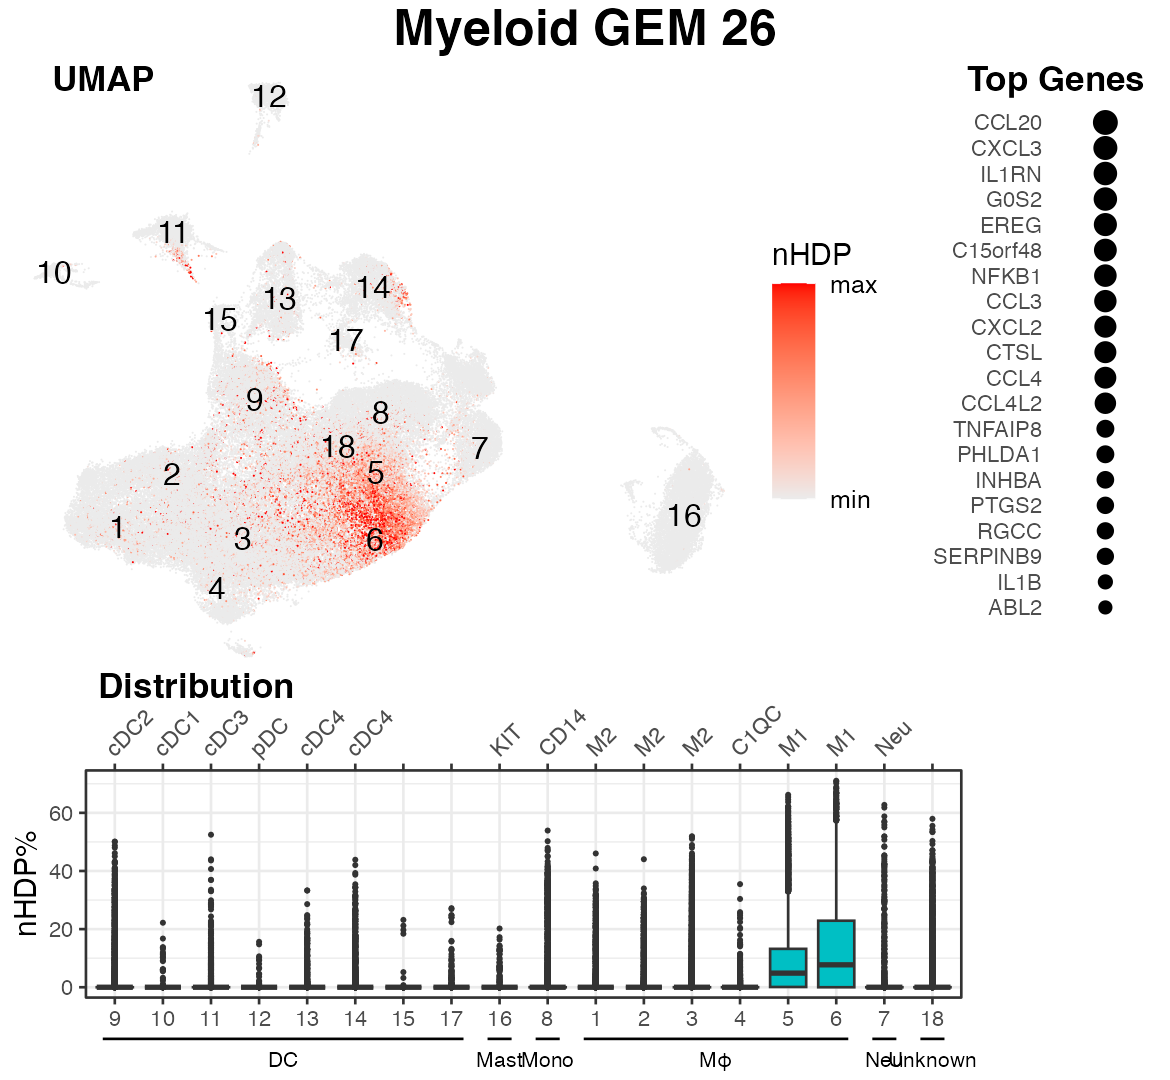 Myeloid GEM 26
UMAP
12
11
10
13
14
15
17
9
8
18
7
2
5
1
3
6
4
16
nHDP
max
min
Top Genes
CCL20
CXCL3
IL1RN
G0S2
EREG
C15orf48
NFKB1
CCL3
CXCL2
CTSL
CCL4
CCL4L2
TNFAIP8
PHLDA1
INHBA
PTGS2
RGCC
SERPINB9
IL1B
ABL2
Distribution
cDC2 cDC1 cDC3 pDC cDC4 cDC4 KIT CD14 M2 M2 M2 C1QC M1 M1 Neu
nHDP%
60
40
20
0
9 10 11 12 13 14 15 17 16 8 1 2 3 4 5 6 7 18
DC Mast Mono Mφ Neu Unknown